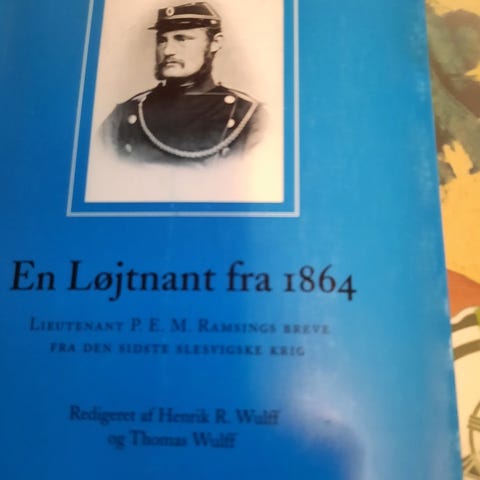 En Løjtnant fra 1864
LIEUTENANT P. E. M. RAMSINGS BREVE
FRA DEN SIDSTE SLESVIGSKE KRIG
Redigeret af Henrik R. Wulff
og Thomas Wulff